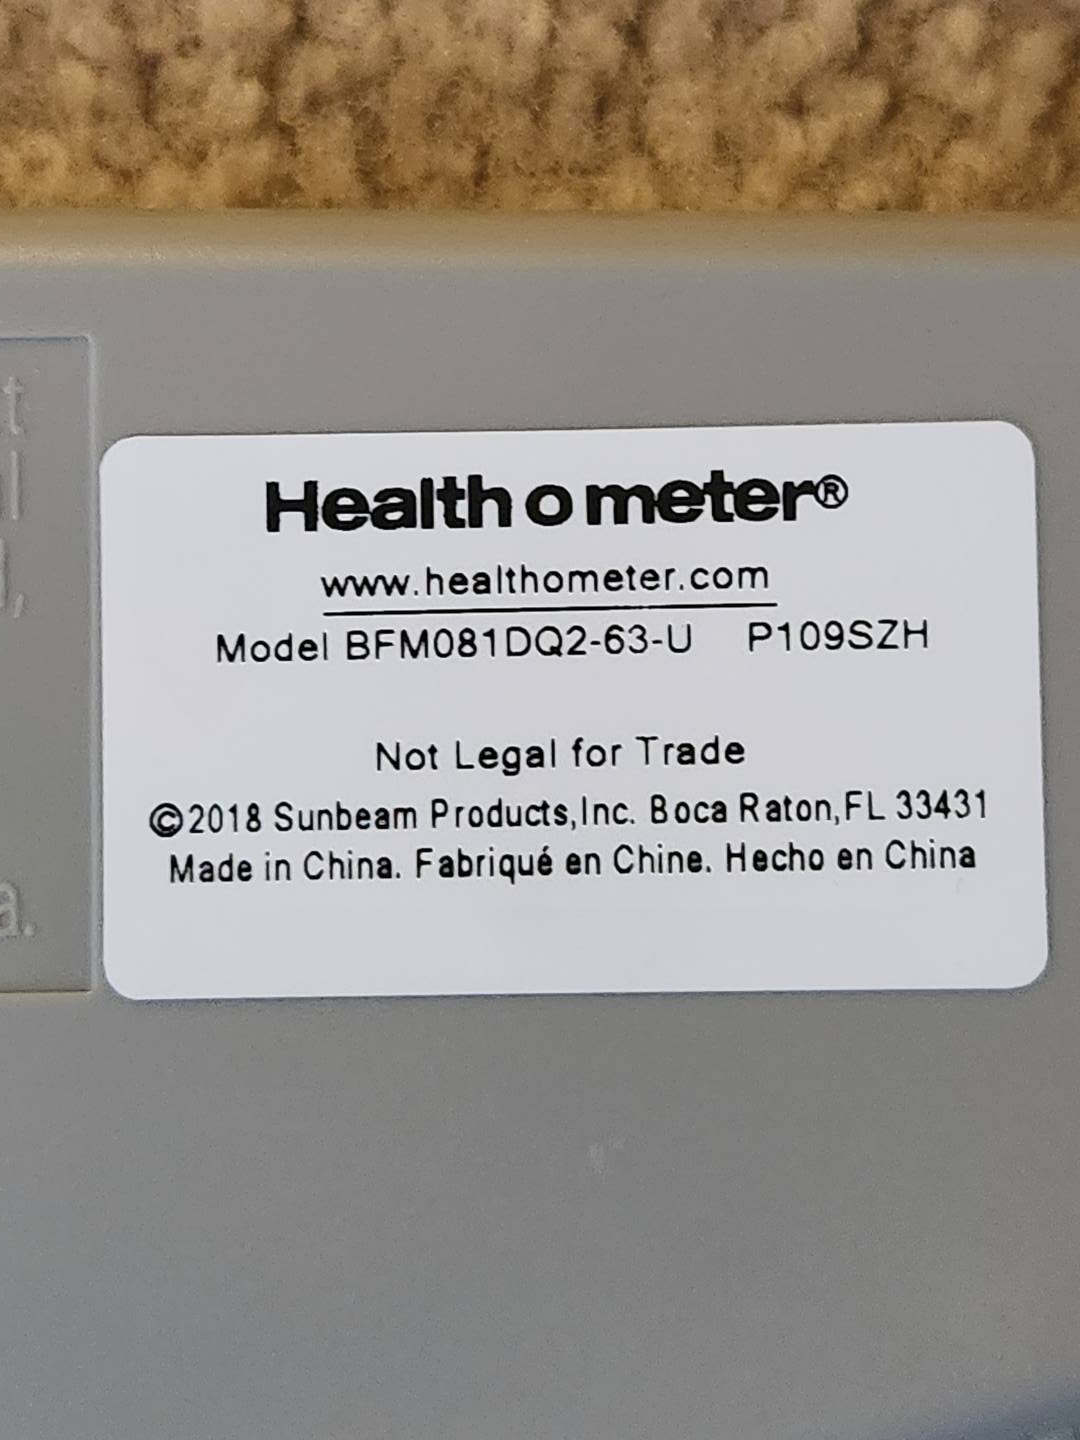 Health o meter®
www.healthometer.com
Model BFM081DQ2-63-U P109SZH
Not Legal for Trade
©2018 Sunbeam Products,Inc. Boca Raton,FL 33431
Made in China. Fabriqué en Chine. Hecho en China